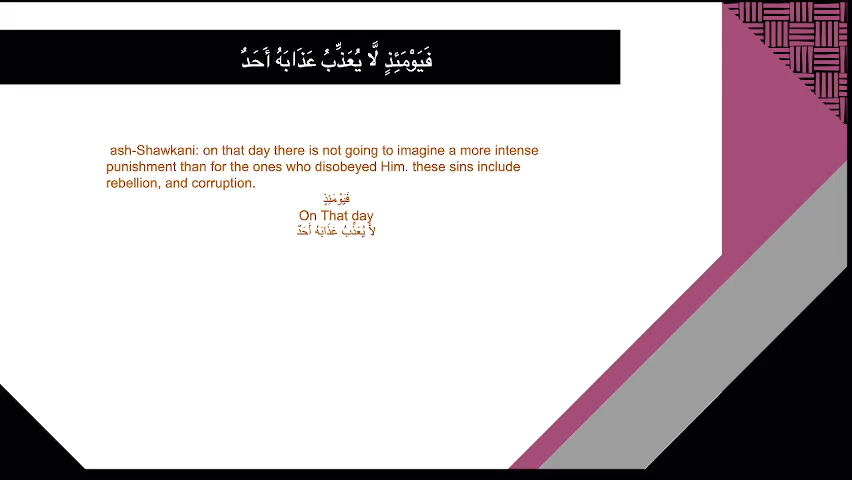 فَيَوْمَئِذٍ لَّا يُعَذِّبُ عَذَابَهُ أَحَدٌ
ash-Shawkani: on that day there is not going to imagine a more intense
punishment than for the ones who disobeyed Him. these sins include
rebellion, and corruption.
فَيَوْمَئِذٍ
On That day
لَّا يُعَذِّبُ عَذَابَهُ أَحَدٌ